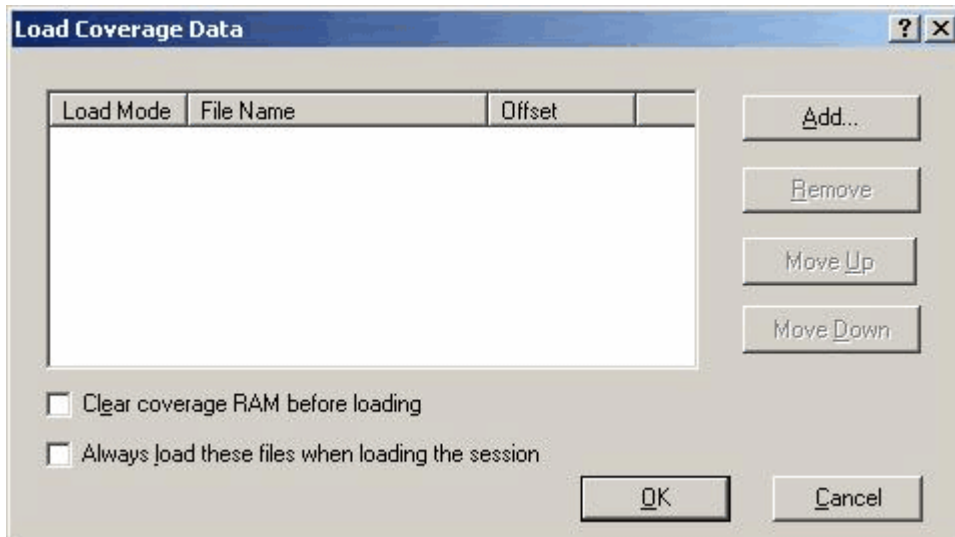 Load Coverage Data
Load Mode File Name Offset
Add...
Remove
Move Up
Move Down
Clear coverage RAM before loading
Always load these files when loading the session
OK Cancel